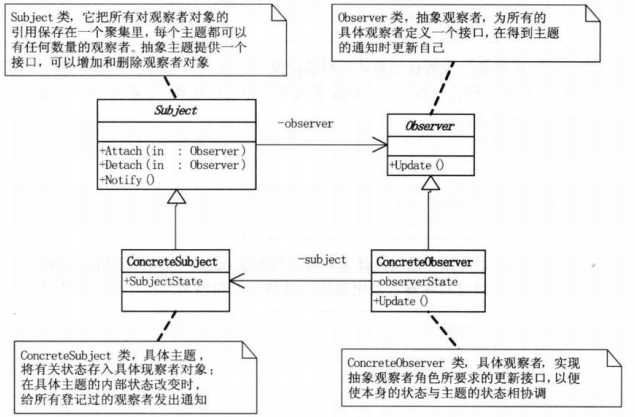 Subject 类，它把所有对观察者对象的
引用保存在一个聚集里，每个主题都可以
有任何数量的观察者。抽象主题提供一个
接口，可以增加和删除观察者对象
Observer 类，抽象观察者，为所有的
具体观察者定义一个接口，在得到主题
的通知时更新自己
Subject
+Attach(in : Observer)
+Detach(in : Observer)
+Notify()
-observer
Observer
+Update()
ConcreteSubject
+SubjectState
-subject
ConcreteObserver
-observerState
+Update()
ConcreteSubject 类，具体主题，
将有关状态存入具体现察者对象；
在具体主题的内部状态改变时，
给所有登记过的观察者发出通知
ConcreteObserver 类，具体观察者，实现
抽象观察者角色所要求的更新接口，以便
使本身的状态与主题的状态相协调